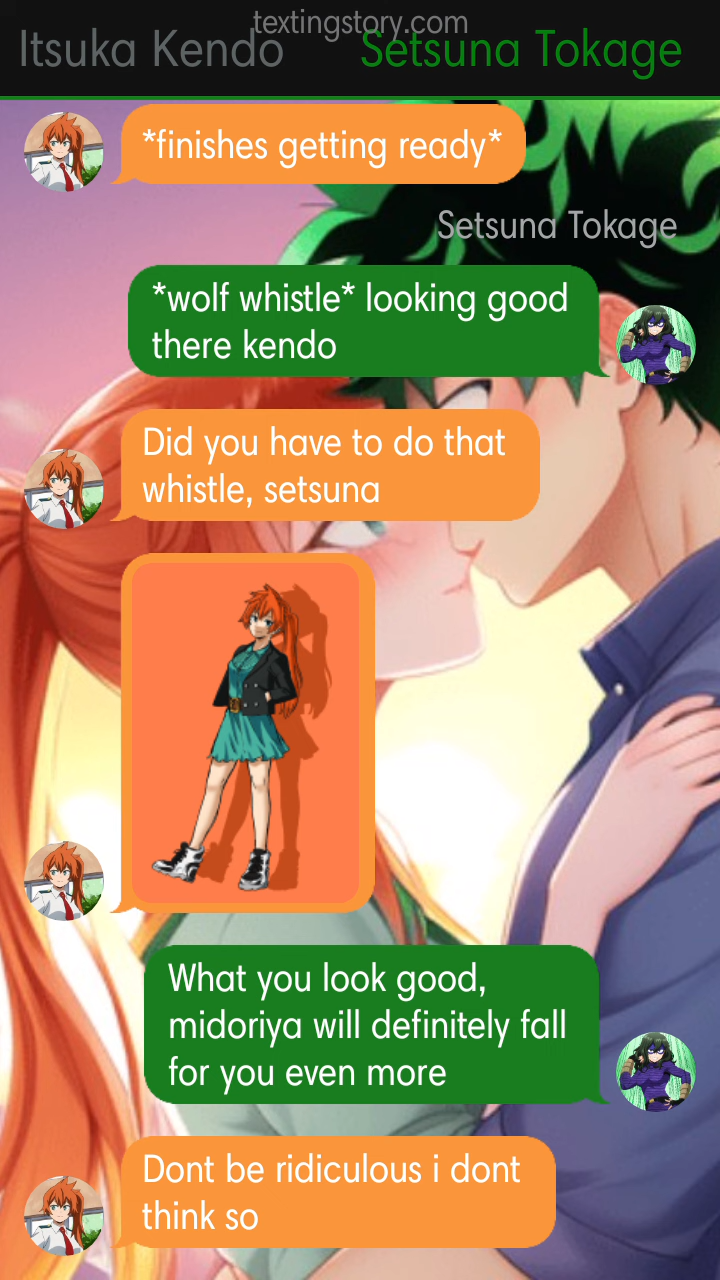 textingstory.com
Itsuka Kendo
Setsuna Tokage
*finishes getting ready*
Setsuna Tokage
*wolf whistle* looking good
there kendo
Did you have to do that
whistle, setsuna
What you look good,
midoriya will definitely fall
for you even more
Dont be ridiculous i dont
think so